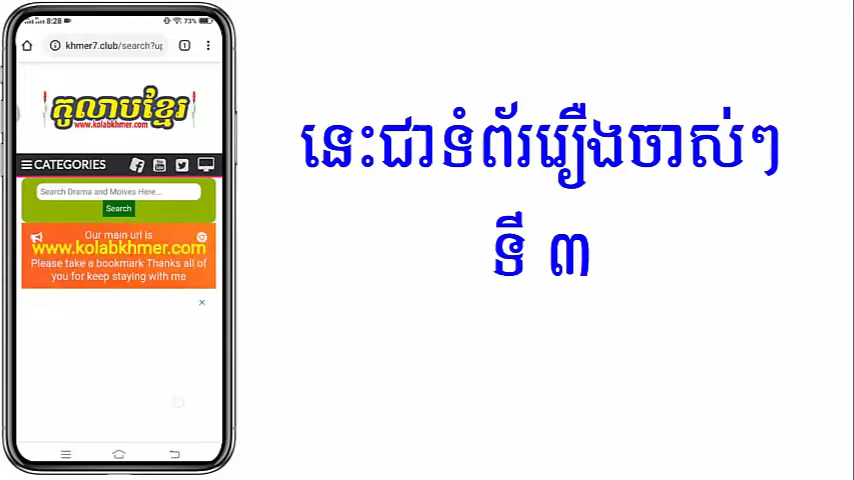 8:28
73%
khmer7.club/search?up
1
កូលាបខ្មែរ
www.kolabkhmer.com
CATEGORIES
Search Drama and Moives Here...
Search
Our main url is
www.kolabkhmer.com
Please take a bookmark Thanks all of
you for keep staying with me
នេះជាទំព័ររឿងចាស់ៗ
ទី ៣